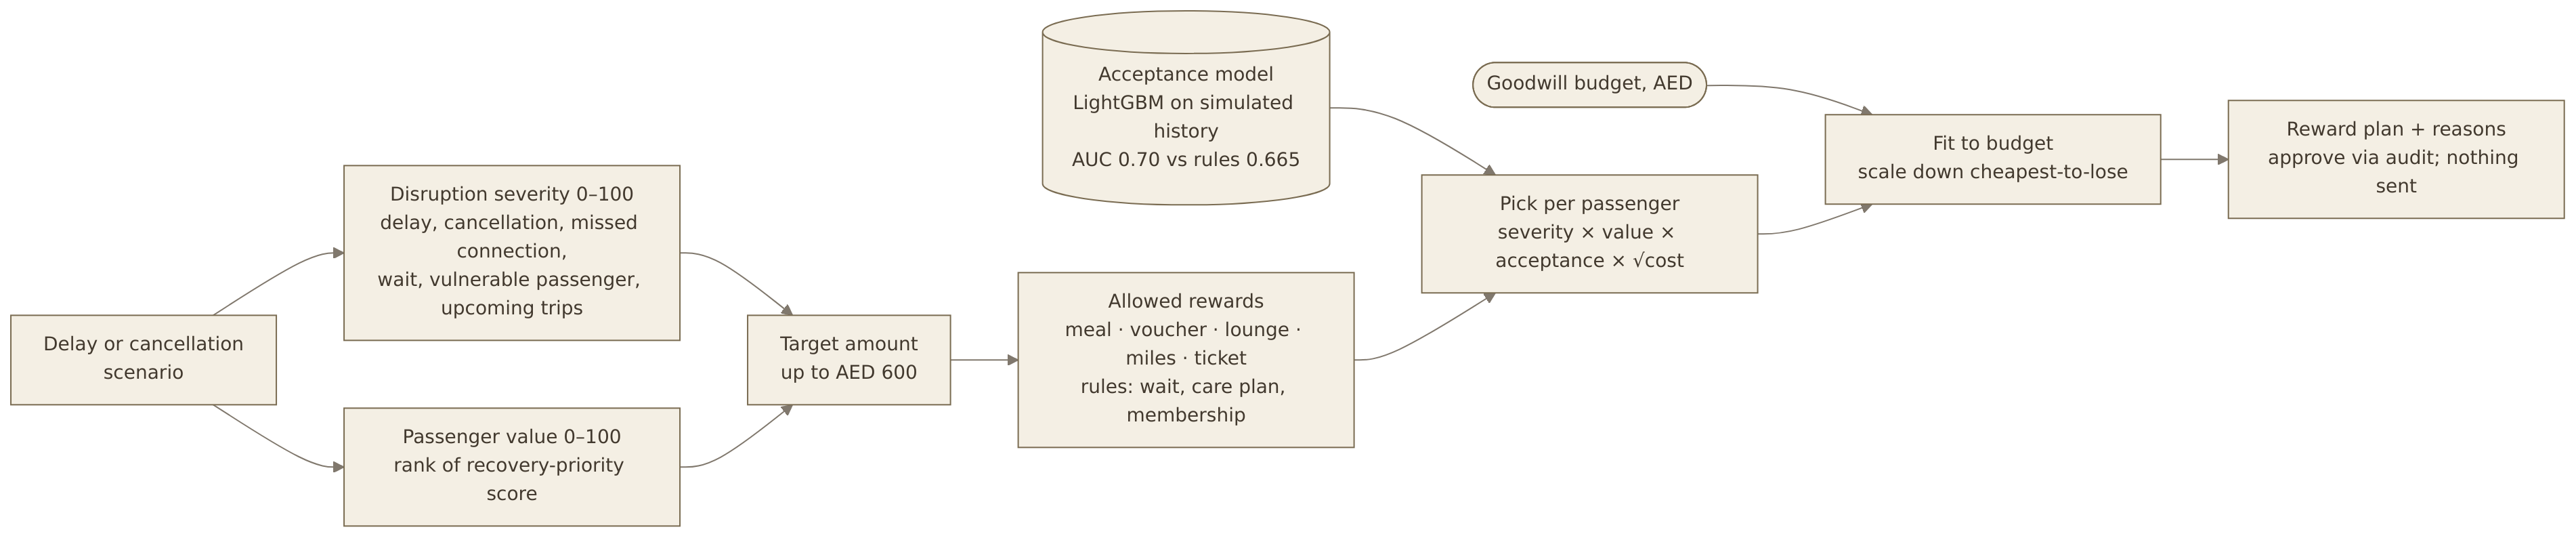 Delay or cancellation
scenario
Disruption severity 0–100
delay, cancellation, missed
connection,
wait, vulnerable passenger,
upcoming trips
Passenger value 0–100
rank of recovery-priority
score
Target amount
up to AED 600
Allowed rewards
meal · voucher · lounge ·
miles · ticket
rules: wait, care plan,
membership
Acceptance model
LightGBM on simulated
history
AUC 0.70 vs rules 0.665
Pick per passenger
severity × value ×
acceptance × √cost
Goodwill budget, AED
Fit to budget
scale down cheapest-to-lose
Reward plan + reasons
approve via audit; nothing
sent